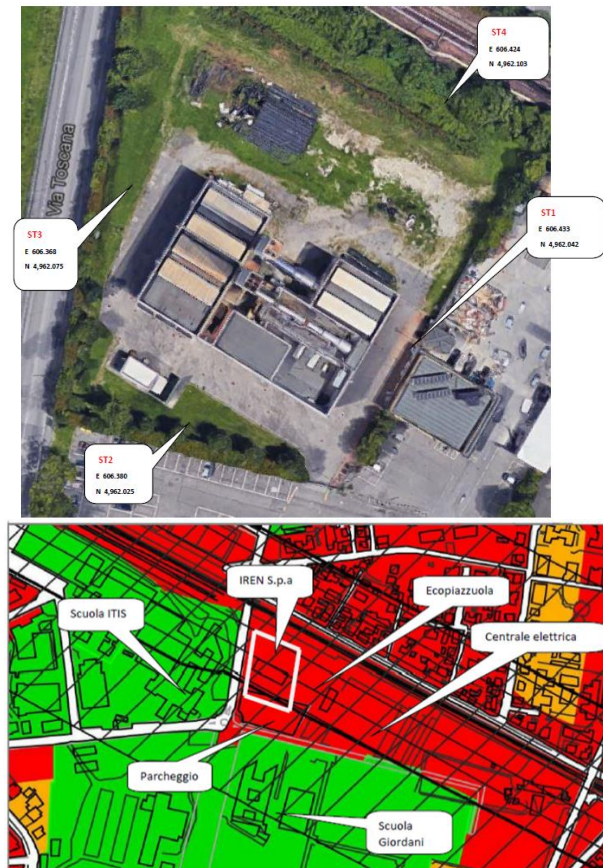 ST4
E 606.424
N 4,962.103
Via Toscana
ST1
E 606.433
N 4,962.042
ST3
E 606.368
N 4,962.075
ST2
E 606.380
N 4,962.025
IREN S.p.a
Ecopiazzuola
Scuola ITIS
Centrale elettrica
Parcheggio
Scuola
Giordani